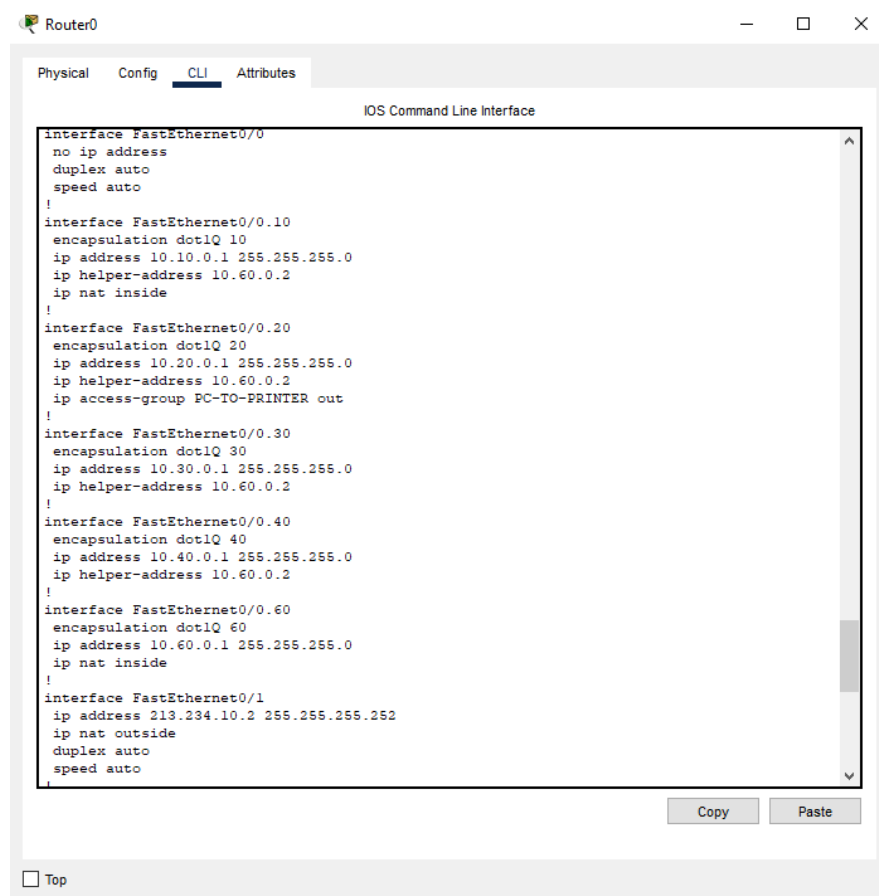 Router0
Physical Config CLI Attributes
IOS Command Line Interface
interface FastEthernet0/0
no ip address
duplex auto
speed auto
!
interface FastEthernet0/0.10
encapsulation dot1Q 10
ip address 10.10.0.1 255.255.255.0
ip helper-address 10.60.0.2
ip nat inside
!
interface FastEthernet0/0.20
encapsulation dot1Q 20
ip address 10.20.0.1 255.255.255.0
ip helper-address 10.60.0.2
ip access-group PC-TO-PRINTER out
!
interface FastEthernet0/0.30
encapsulation dot1Q 30
ip address 10.30.0.1 255.255.255.0
ip helper-address 10.60.0.2
!
interface FastEthernet0/0.40
encapsulation dot1Q 40
ip address 10.40.0.1 255.255.255.0
ip helper-address 10.60.0.2
!
interface FastEthernet0/0.60
encapsulation dot1Q 60
ip address 10.60.0.1 255.255.255.0
ip nat inside
!
interface FastEthernet0/1
ip address 213.234.10.2 255.255.255.252
ip nat outside
duplex auto
speed auto
!
Copy Paste
Top